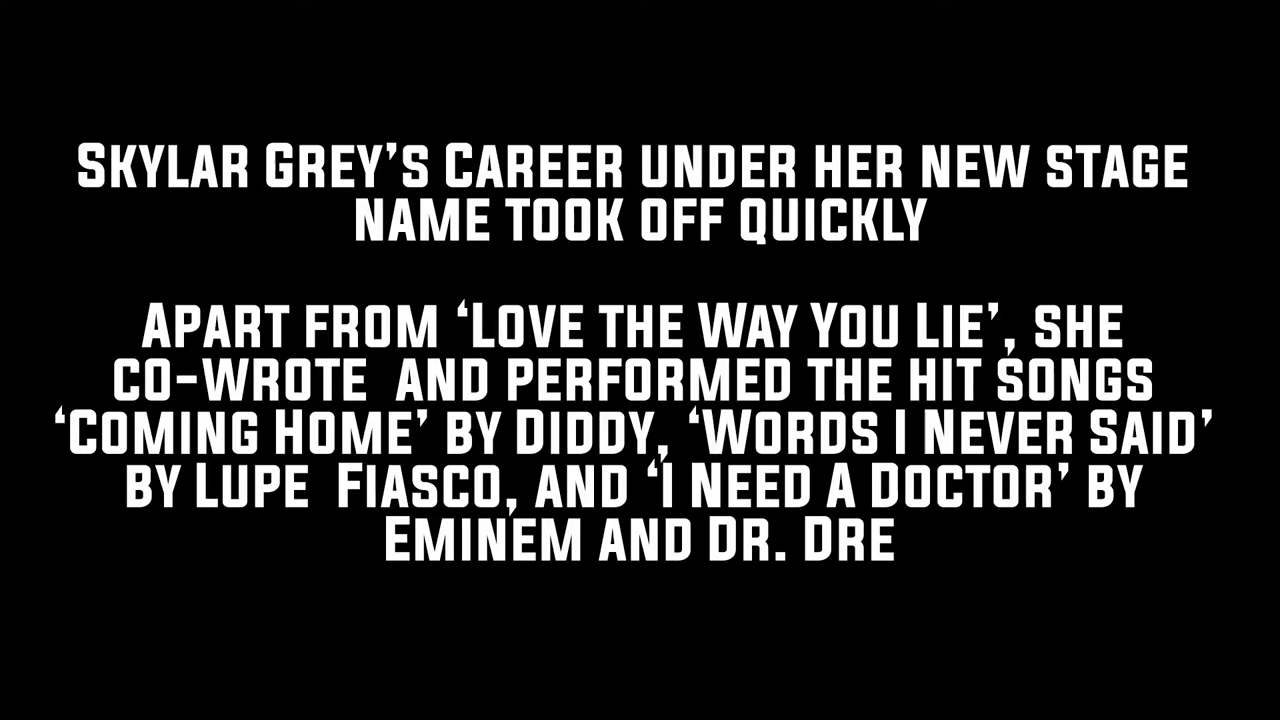 Skylar Grey's Career under her new stage
name took off quickly
Apart from ‘Love the Way You Lie’, she
co-wrote  and performed the hit songs
‘Coming Home’ by Diddy, ‘Words I Never Said’
by Lupe  Fiasco, and ‘I Need A Doctor’ by
Eminem and Dr. Dre